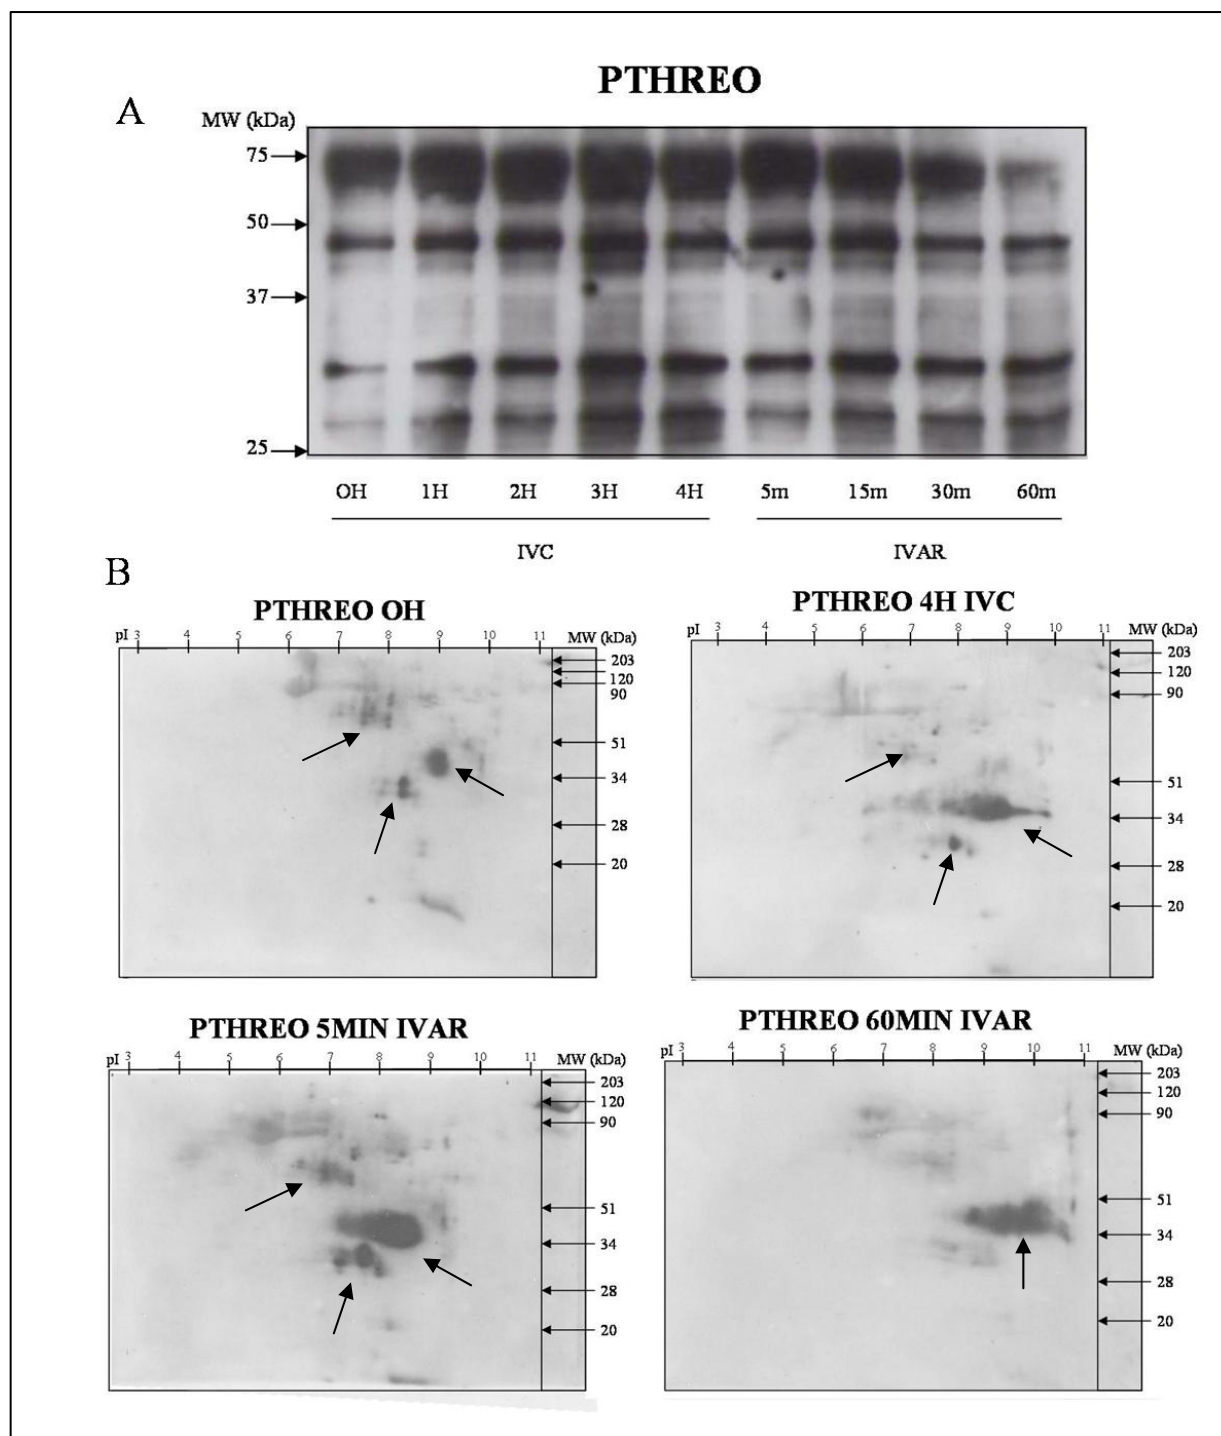 PTHREO
A
MW (kDa)
75
50
37
25
OH 1H 2H 3H 4H 5m 15m 30m 60m
IVC IVAR
B
PTHREO OH
pI 3 4 5 6 7 8 9 10 11 MW (kDa)
203
120
90
51
34
28
20
PTHREO 4H IVC
pI 3 4 5 6 7 8 9 10 11 MW (kDa)
203
120
90
51
34
28
20
PTHREO 5MIN IVAR
pI 3 4 5 6 7 8 9 10 11 MW (kDa)
203
120
90
51
34
28
20
PTHREO 60MIN IVAR
pI 3 4 5 6 7 8 9 10 11 MW (kDa)
203
120
90
51
34
28
20